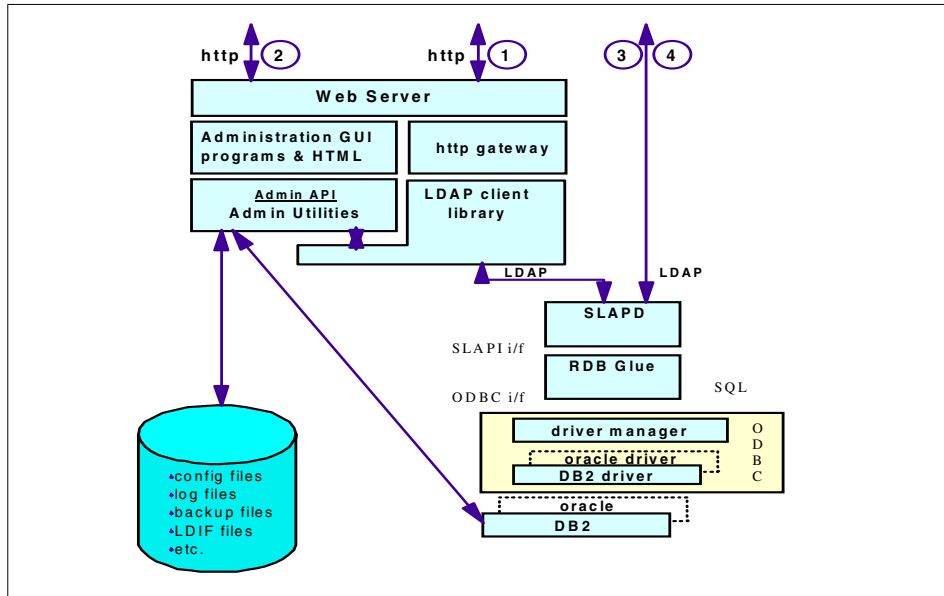 http 2
http 1
3 4
Web Server
Administration GUI
programs & HTML
http gateway
Admin API
Admin Utilities
LDAP client
library
LDAP
LDAP
SLAPD
SLAPI i/f
RDB Glue
SQL
ODBC i/f
driver manager
oracle driver
DB2 driver
O
D
B
C
oracle
DB2
•config files
•log files
•backup files
•LDIF files
•etc.